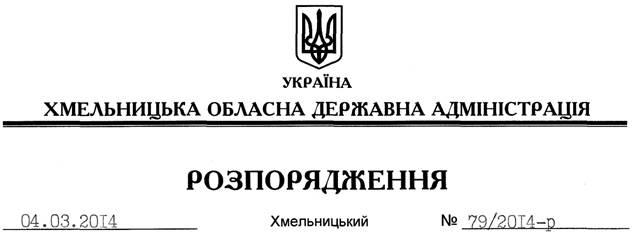 УКРАЇНА
ХМЕЛЬНИЦЬКА ОБЛАСНА ДЕРЖАВНА АДМІНІСТРАЦІЯ
РОЗПОРЯДЖЕННЯ
04.03.2014 Хмельницький № 79/2014-р